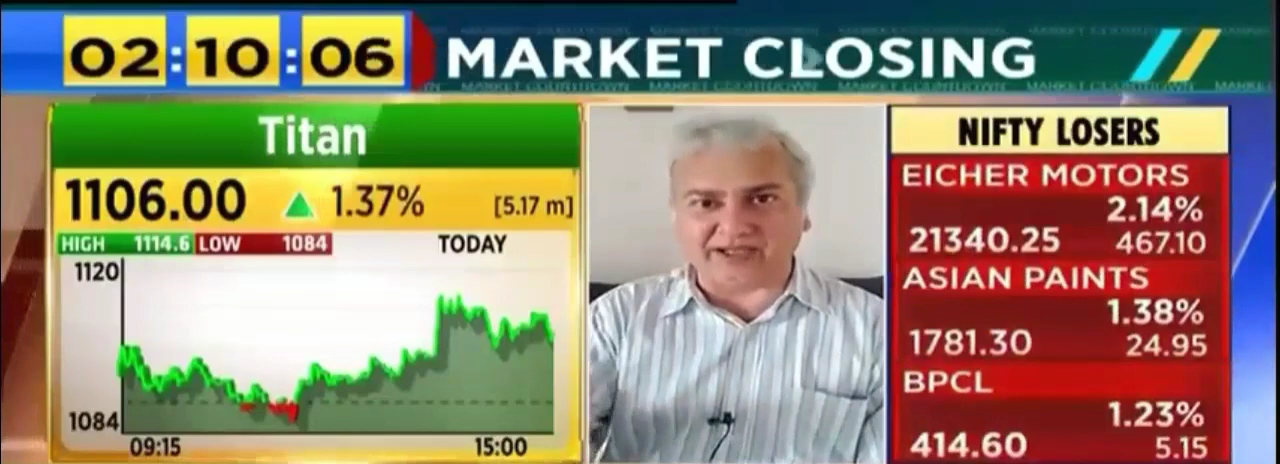 02:10:06 MARKET CLOSING
Titan
1106.00 ▲ 1.37% [5.17 m]
HIGH 1114.6 LOW 1084 TODAY
1120
1084
09:15 15:00
NIFTY LOSERS
EICHER MOTORS
2.14%
21340.25 467.10
ASIAN PAINTS
1.38%
1781.30 24.95
BPCL
1.23%
414.60 5.15